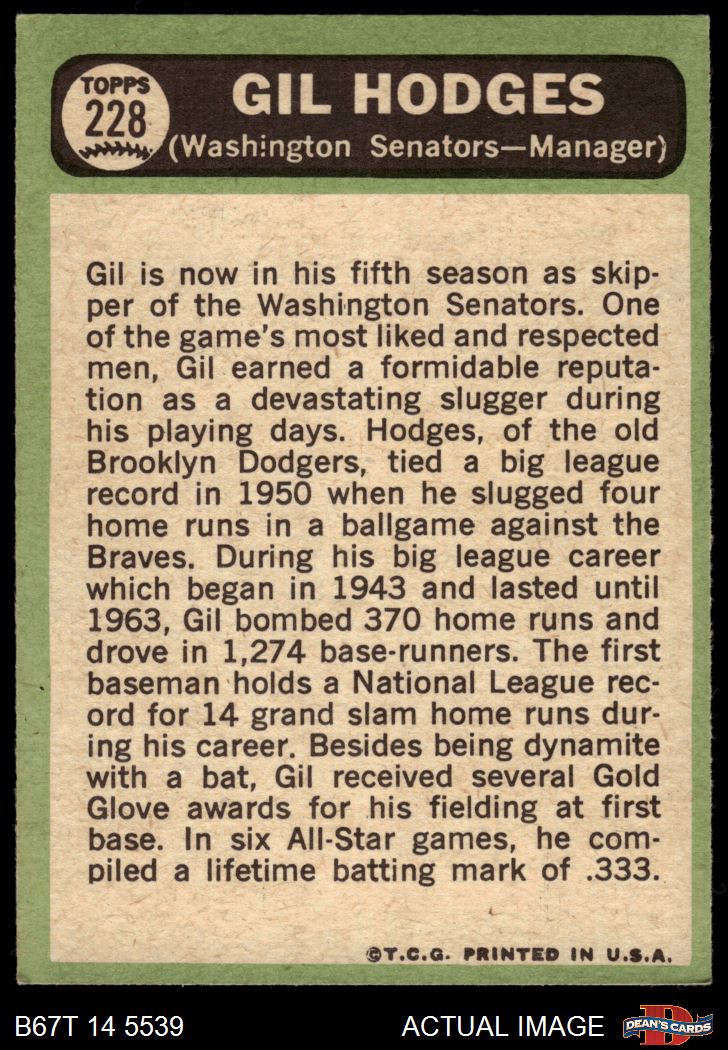 TOPPS
228
GIL HODGES
(Washington Senators—Manager)
Gil is now in his fifth season as skip-
per of the Washington Senators. One
of the game's most liked and respected
men, Gil earned a formidable reputa-
tion as a devastating slugger during
his playing days. Hodges, of the old
Brooklyn Dodgers, tied a big league
record in 1950 when he slugged four
home runs in a ballgame against the
Braves. During his big league career
which began in 1943 and lasted until
1963, Gil bombed 370 home runs and
drove in 1,274 base-runners. The first
baseman holds a National League rec-
ord for 14 grand slam home runs dur-
ing his career. Besides being dynamite
with a bat, Gil received several Gold
Glove awards for his fielding at first
base. In six All-Star games, he com-
piled a lifetime batting mark of .333.
©T.C.G. PRINTED IN U.S.A.
B67T 14 5539
ACTUAL IMAGE
DEAN'S CARDS